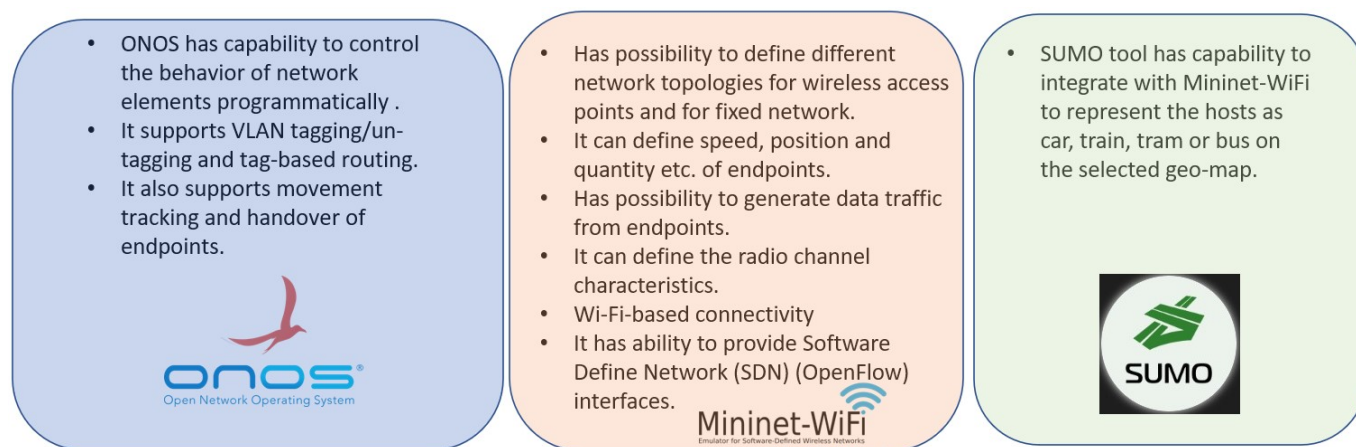 • ONOS has capability to control
the behavior of network
elements programmatically .
• It supports VLAN tagging/un-
tagging and tag-based routing.
• It also supports movement
tracking and handover of
endpoints.
onos®
Open Network Operating System
• Has possibility to define different
network topologies for wireless access
points and for fixed network.
• It can define speed, position and
quantity etc. of endpoints.
• Has possibility to generate data traffic
from endpoints.
• It can define the radio channel
characteristics.
• Wi-Fi-based connectivity
• It has ability to provide Software
Define Network (SDN) (OpenFlow)
interfaces.
Mininet-WiFi
Emulator for Software-Defined Wireless Networks
• SUMO tool has capability to
integrate with Mininet-WiFi
to represent the hosts as
car, train, tram or bus on
the selected geo-map.
SUMO